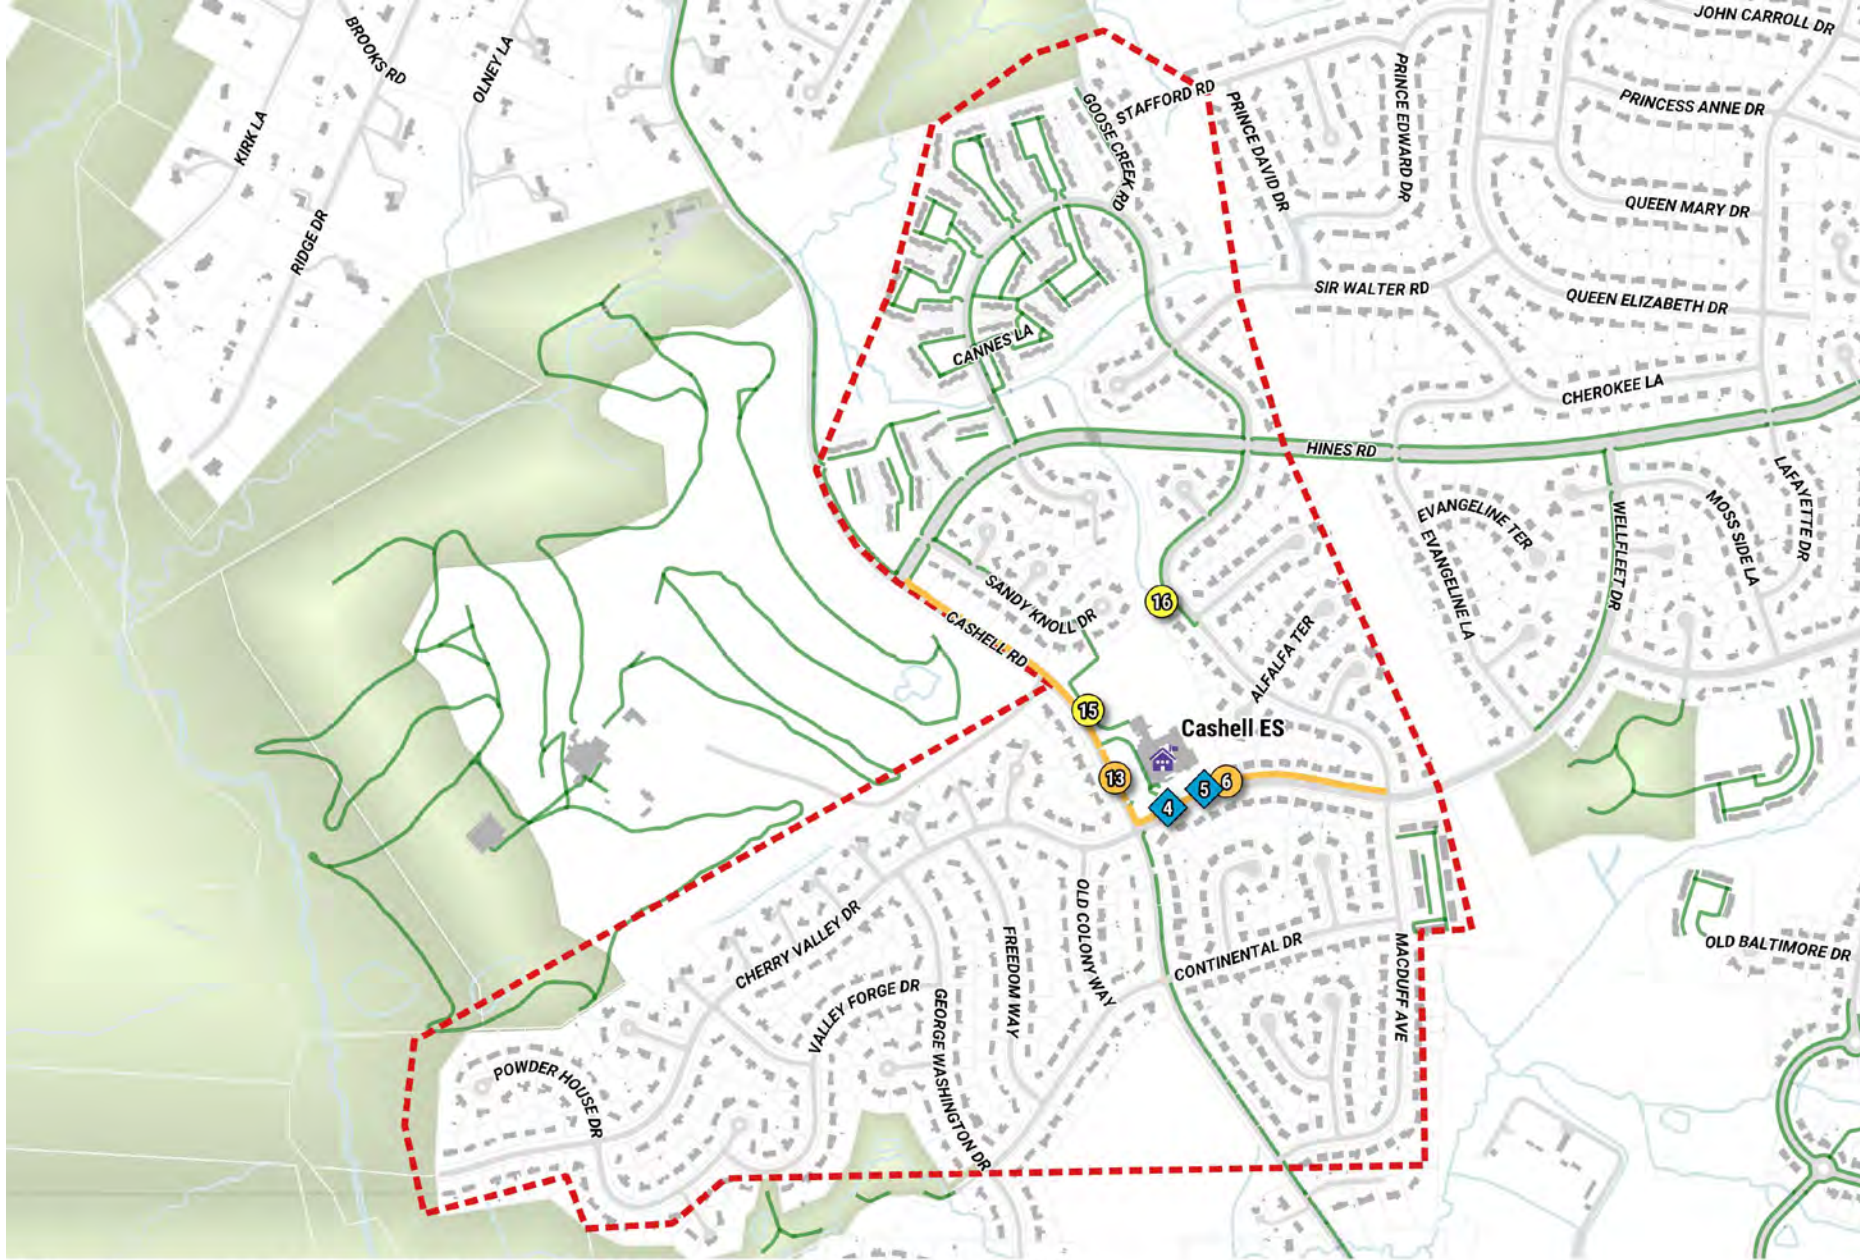 JOHN CARROLL DR
BROOKS RD
OLNEY LA
PRINCE EDWARD DR
STAFFORD RD
PRINCESS ANNE DR
GOOSE CREEK RD
PRINCE DAVID DR
KIRK LA
QUEEN MARY DR
RIDGE DR
SIR WALTER RD
QUEEN ELIZABETH DR
CANNES LA
CHEROKEE LA
HINES RD
LAFAYETTE DR
EVANGELINE TER
MOSS SIDE LA
WELLFLEET DR
EVANGELINE LA
SANDY KNOLL DR
16
CASHELL RD
ALFALFA TER
15
Cashell ES
13
5
6
4
CHERRY VALLEY DR
OLD COLONY WAY
FREEDOM WAY
CONTINENTAL DR
MACDUFF AVE
OLD BALTIMORE DR
VALLEY FORGE DR
GEORGE WASHINGTON DR
POWDER HOUSE DR